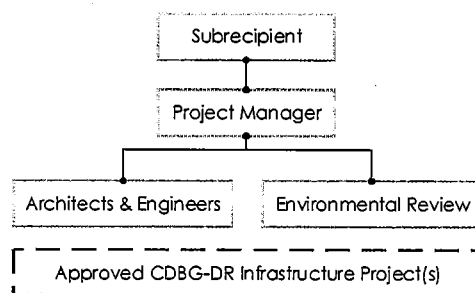 Subrecipient
Project Manager
Architects & Engineers
Environmental Review
Approved CDBG-DR Infrastructure Project(s)